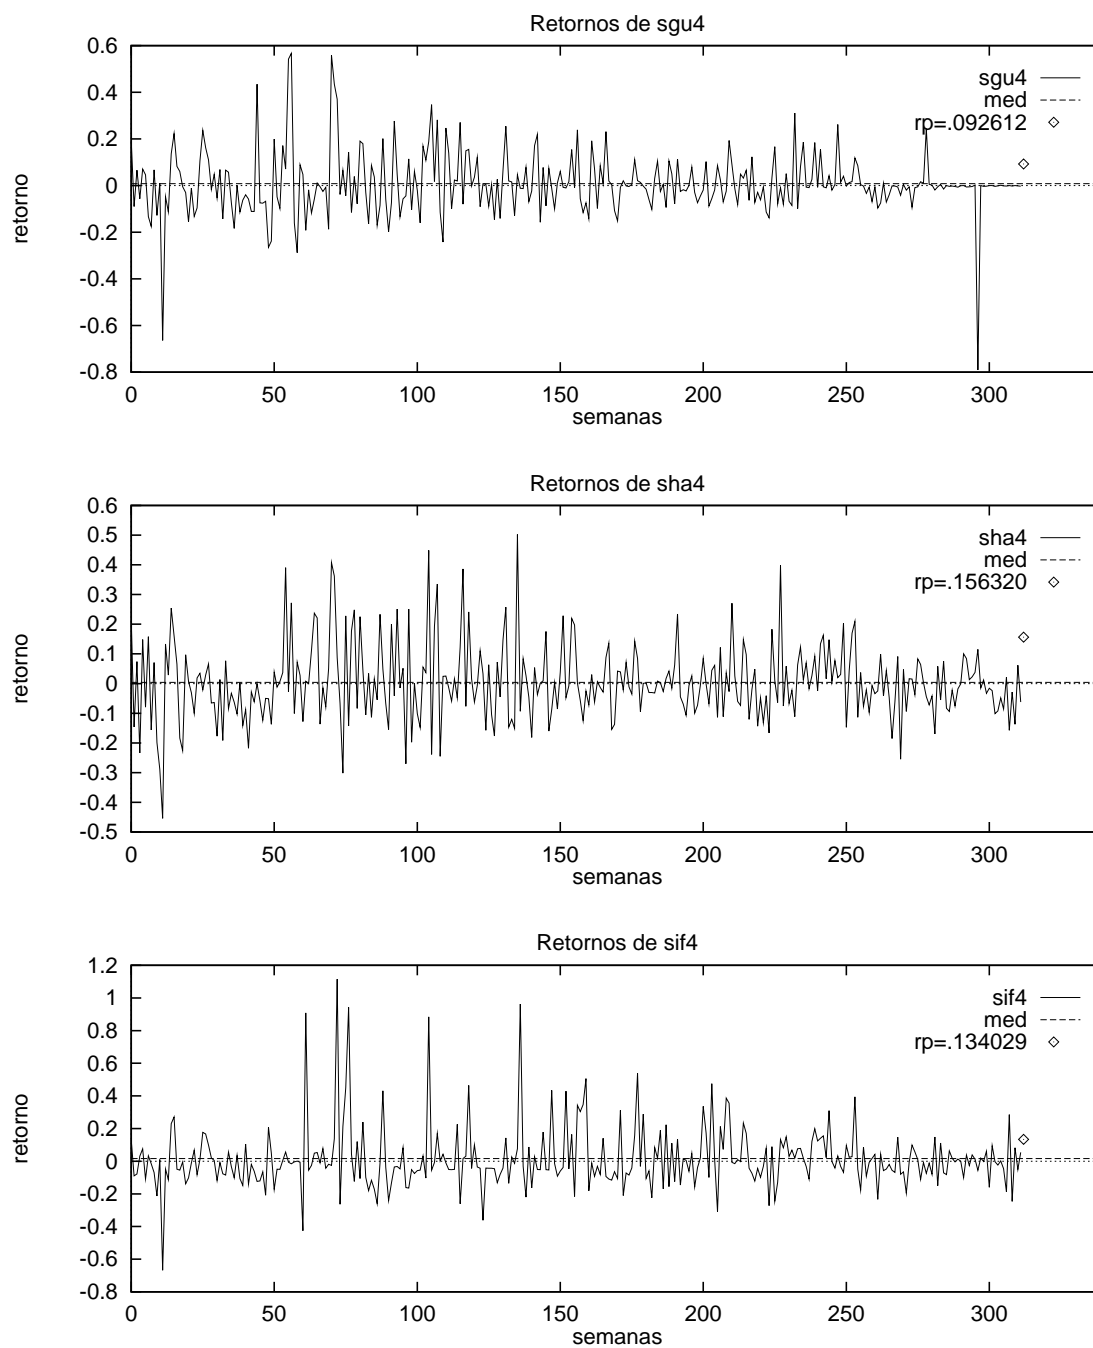 Retornos de sgu4
0.6
0.4
0.2
0
-0.2
-0.4
-0.6
-0.8
retorno
sgu4
med
rp=.092612
0 50 100 150 200 250 300
semanas
Retornos de sha4
0.6
0.5
0.4
0.3
0.2
0.1
0
-0.1
-0.2
-0.3
-0.4
-0.5
retorno
sha4
med
rp=.156320
0 50 100 150 200 250 300
semanas
Retornos de sif4
1.2
1
0.8
0.6
0.4
0.2
0
-0.2
-0.4
-0.6
-0.8
retorno
sif4
med
rp=.134029
0 50 100 150 200 250 300
semanas